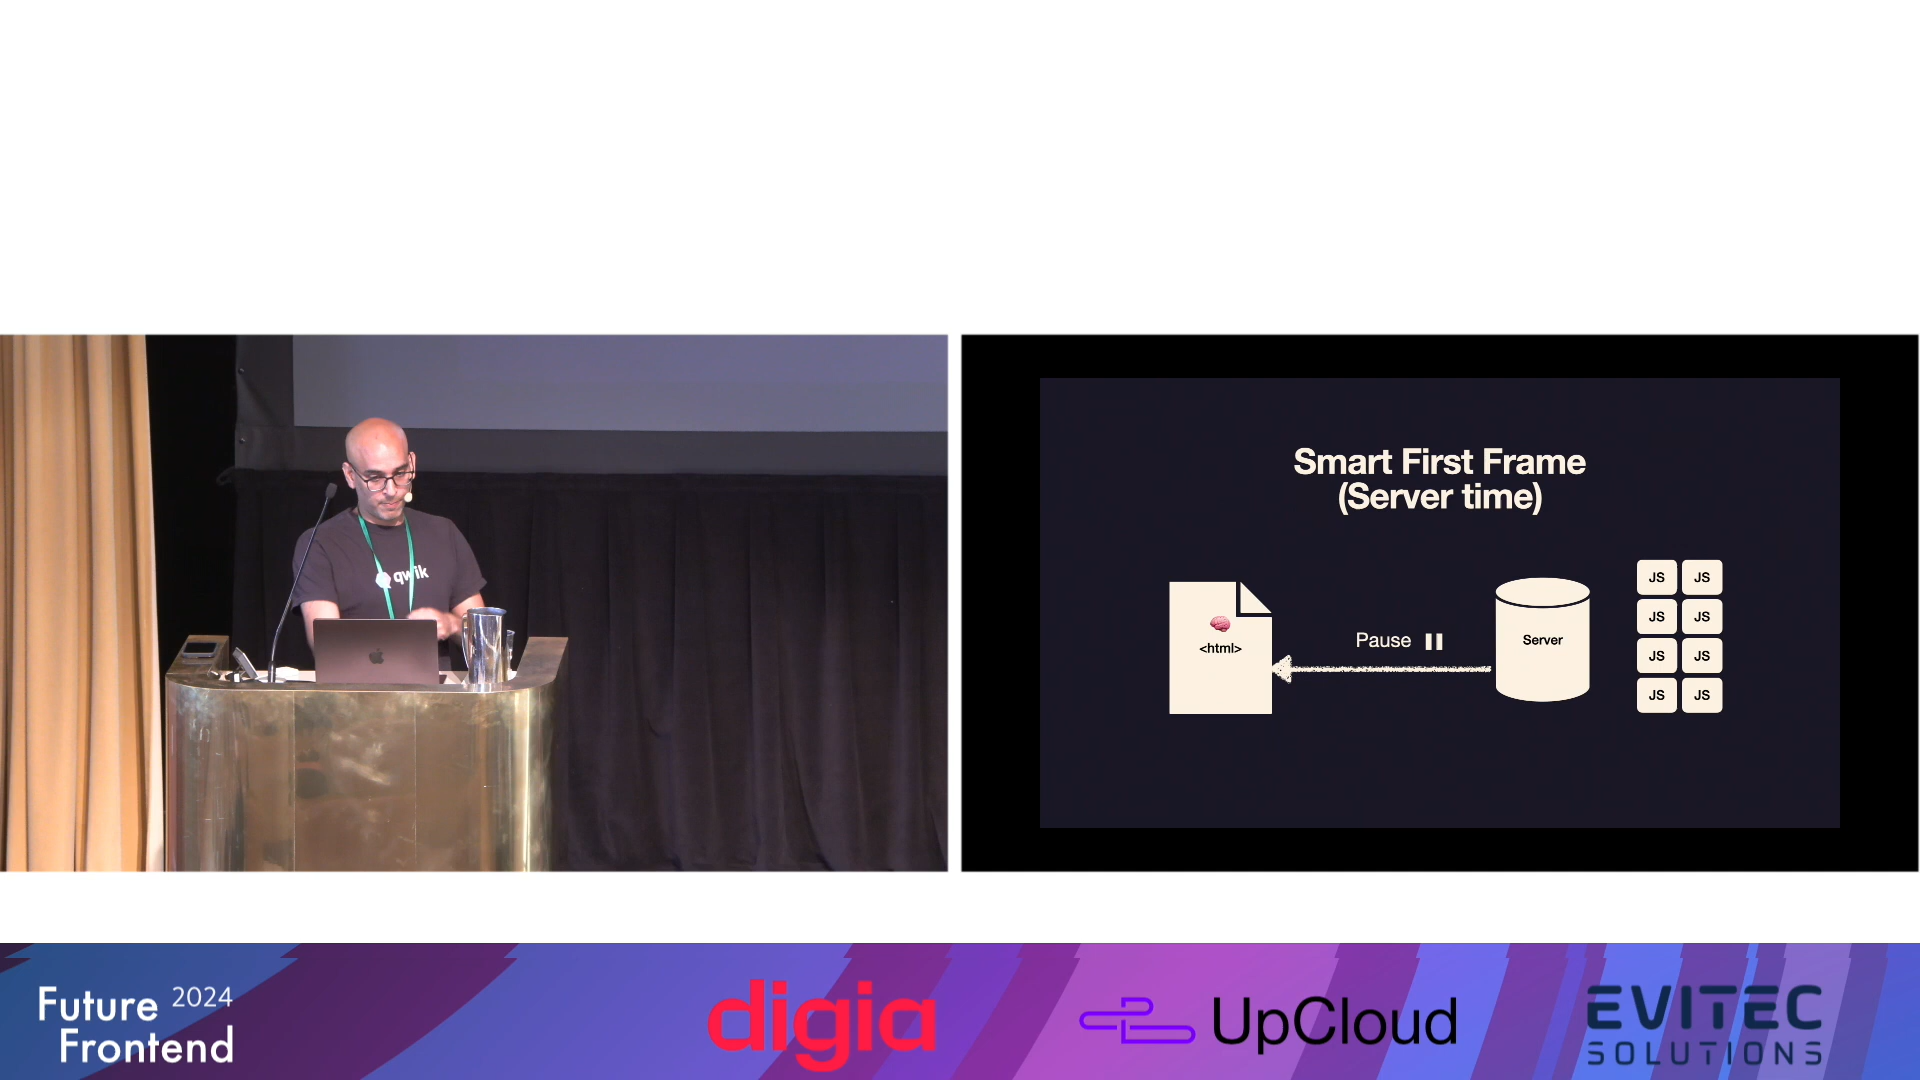 qwik
Smart First Frame
(Server time)
<html>
Pause
Server
JS JS
JS JS
JS JS
JS JS
Future 2024
Frontend
digia
UpCloud
EVITEC
SOLUTIONS